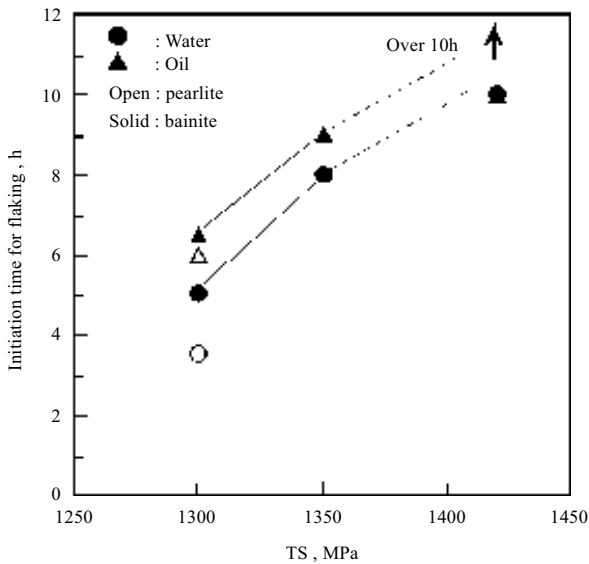 12
: Water
: Oil
Open : pearlite
Solid : bainite
Over 10h
10
8
6
4
2
0
Initiation time for flaking , h
1250
1300
1350
1400
1450
TS , MPa